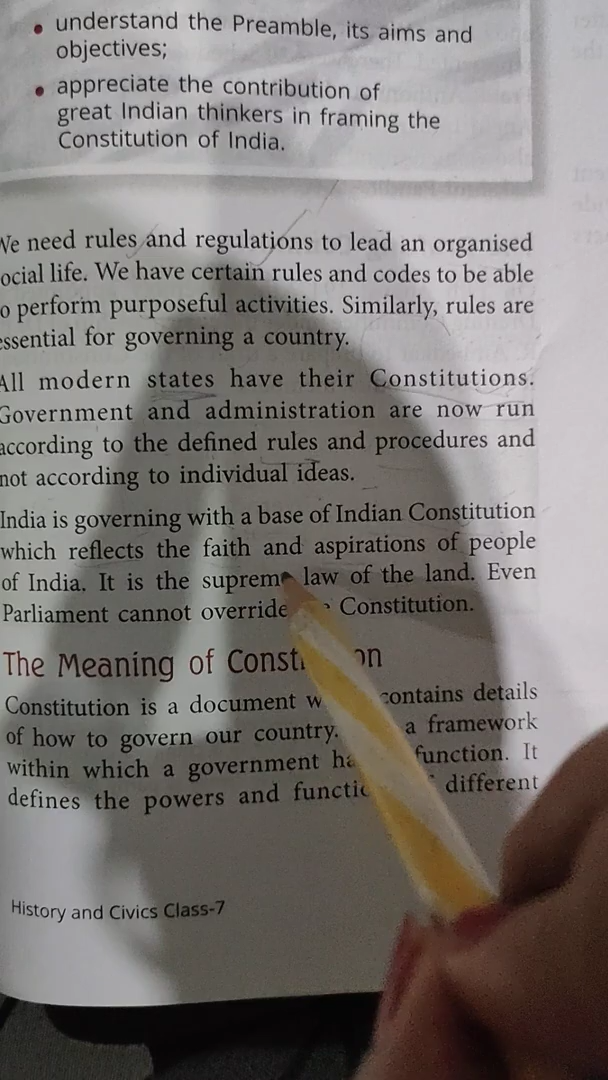 • understand the Preamble, its aims and
objectives;
• appreciate the contribution of
great Indian thinkers in framing the
Constitution of India.
We need rules and regulations to lead an organised
ocial life. We have certain rules and codes to be able
o perform purposeful activities. Similarly, rules are
essential for governing a country.
All modern states have their Constitutions.
Government and administration are now run
according to the defined rules and procedures and
not according to individual ideas.
India is governing with a base of Indian Constitution
which reflects the faith and aspirations of people
of India. It is the supreme law of the land. Even
Parliament cannot override Constitution.
The Meaning of Constitution
Constitution is a document contains details
of how to govern our country. a framework
within which a government function. It
defines the powers and different
History and Civics Class-7